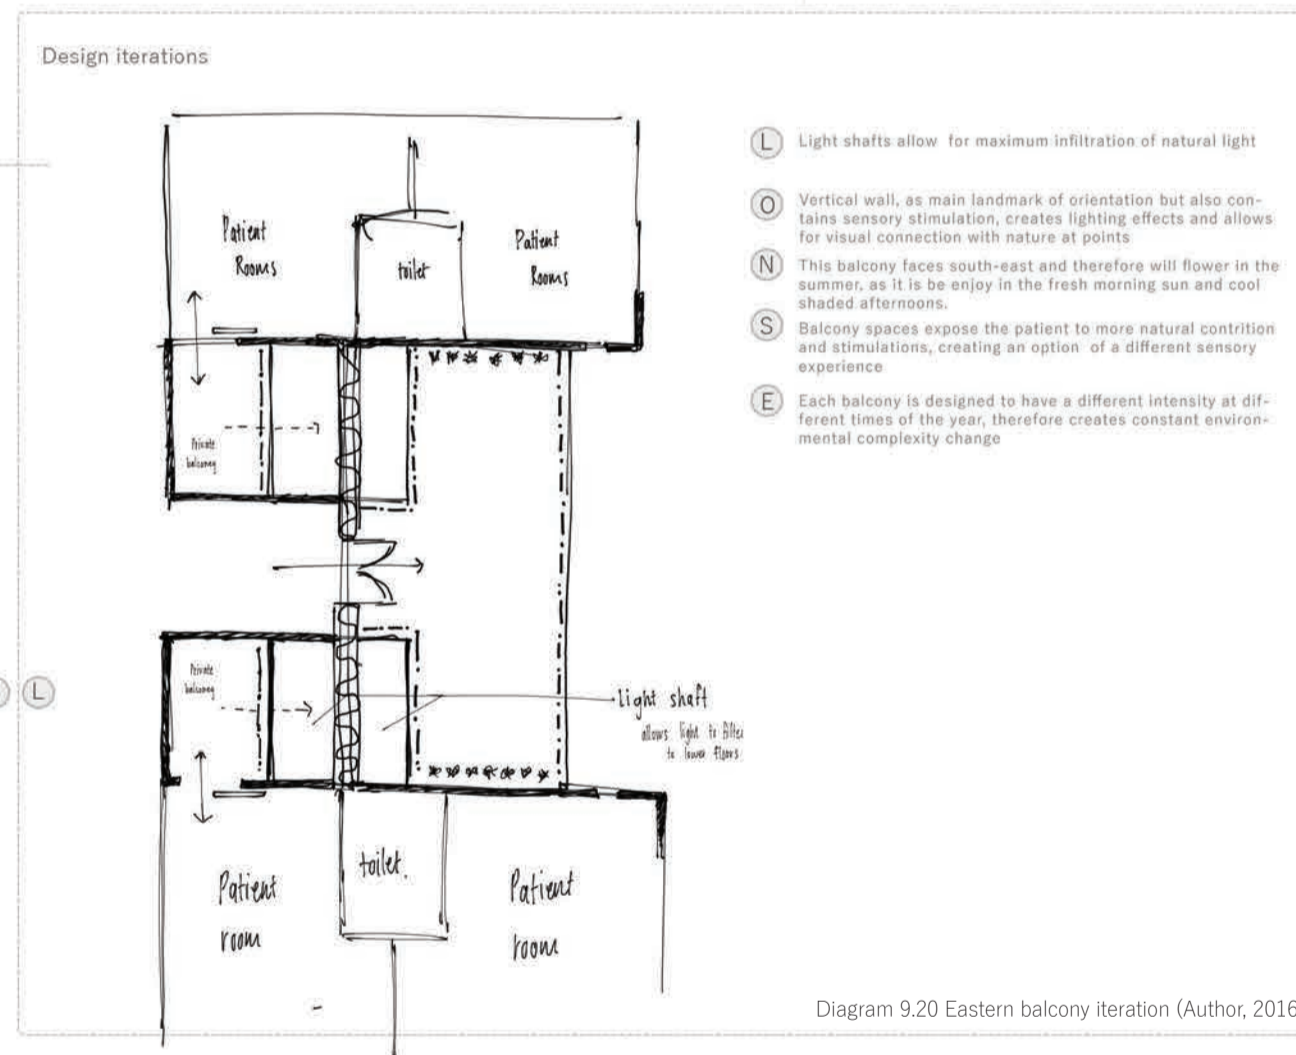 Design iterations
Patient
Rooms
toilet
Patient
Rooms
Private
balconey
Private
balconey
light shaft
allows light to filter
to lower floors
Patient
room
toilet.
Patient
room
L
L Light shafts allow for maximum infiltration of natural light
O Vertical wall, as main landmark of orientation but also con-
tains sensory stimulation, creates lighting effects and allows
for visual connection with nature at points
N This balcony faces south-east and therefore will flower in the
summer, as it is be enjoy in the fresh morning sun and cool
shaded afternoons.
S Balcony spaces expose the patient to more natural contrition
and stimulations, creating an option of a different sensory
experience
E Each balcony is designed to have a different intensity at dif-
ferent times of the year, therefore creates constant environ-
mental complexity change
Diagram 9.20 Eastern balcony iteration (Author, 2016